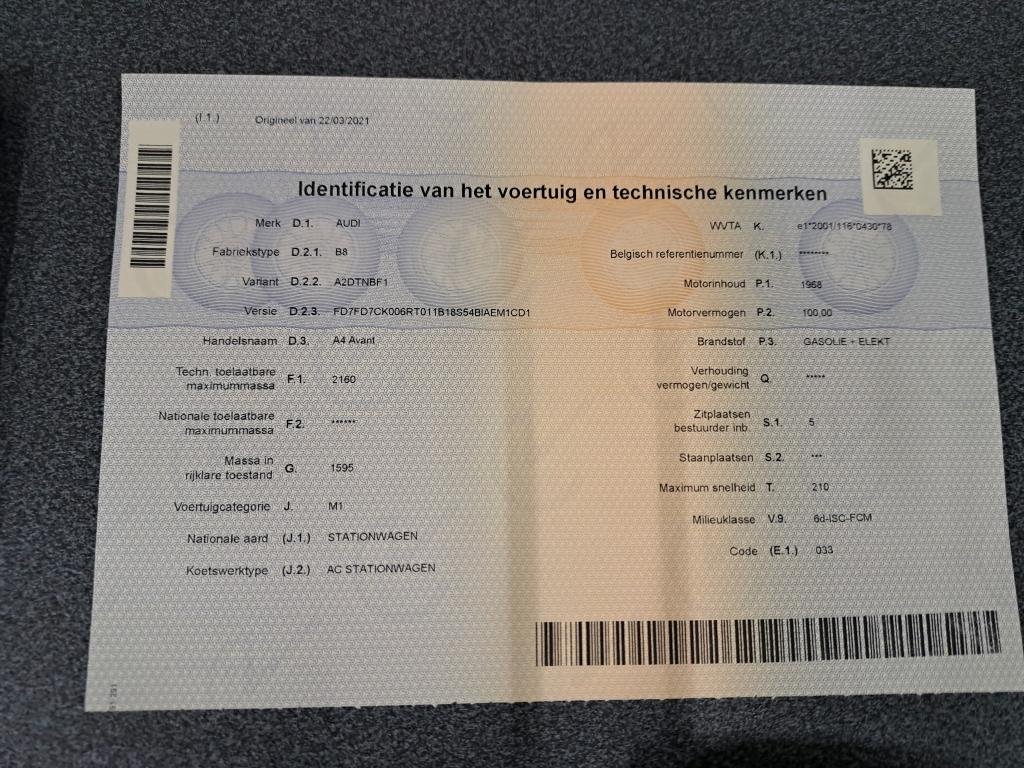 (I.1.) Origineel van 22/03/2021
Identificatie van het voertuig en technische kenmerken
Merk D.1. AUDI
Fabriekstype D.2.1. B8
Variant D.2.2. A2DTNBF1
Versie D.2.3. FD7FD7CK006RT011B18S54BIAEM1CD1
Handelsnaam D.3. A4 Avant
Techn. toelaatbare
maximummassa F.1. 2160
Nationale toelaatbare
maximummassa F.2. ******
Massa in
rijklare toestand G. 1595
Voertuigcategorie J. M1
Nationale aard (J.1.) STATIONWAGEN
Koetswerktype (J.2.) AC STATIONWAGEN
WVTA K. e1*2001/116*0430*78
Belgisch referentienummer (K.1.) ********
Motorinhoud P.1. 1968
Motorvermogen P.2. 100,00
Brandstof P.3. GASOLIE + ELEKT
Verhouding
vermogen/gewicht Q. *****
Zitplaatsen
bestuurder inb. S.1. 5
Staanplaatsen S.2. ***
Maximum snelheid T. 210
Milieuklasse V.9. 6d-ISC-FCM
Code (E.1.) 033